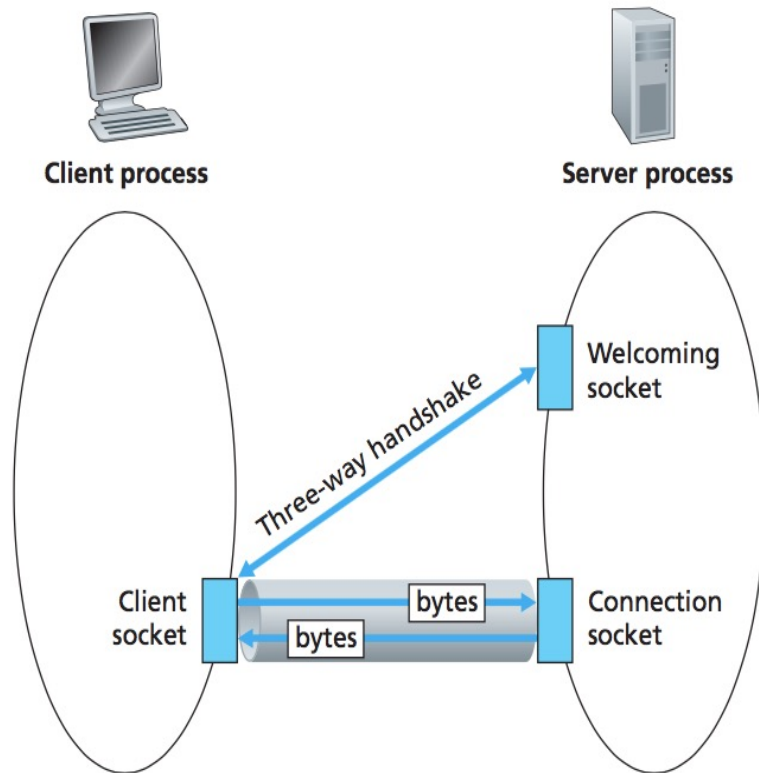 Client process
Server process
Welcoming
socket
Three-way handshake
Client
socket
bytes
bytes
Connection
socket